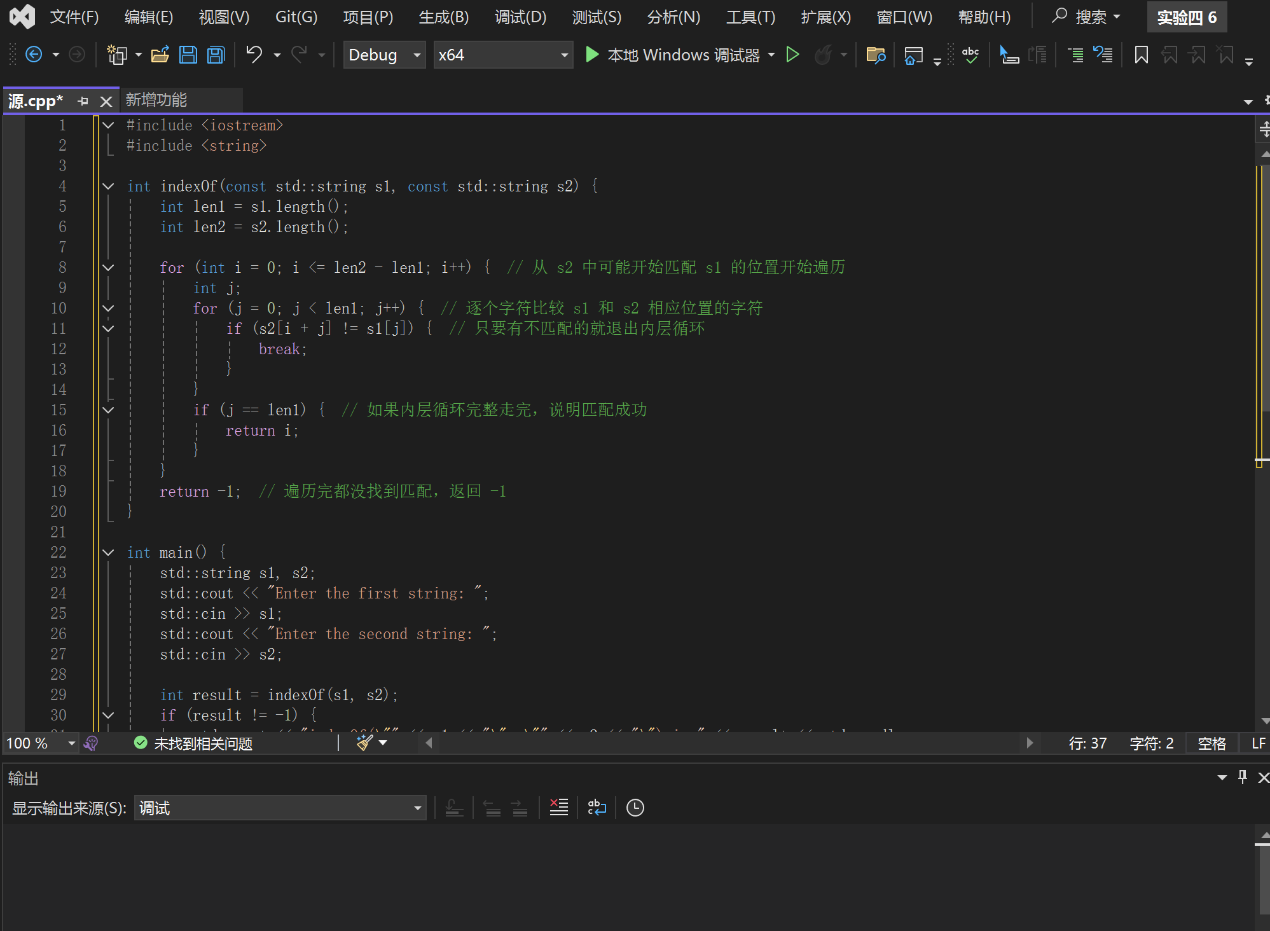 文件(F) 编辑(E) 视图(V) Git(G) 项目(P) 生成(B) 调试(D) 测试(S) 分析(N) 工具(T) 扩展(X) 窗口(W) 帮助(H) 搜索 实验四 6
Debug x64 本地 Windows 调试器
源.cpp* 新增功能
1 #include <iostream>
2 #include <string>
3
4 int indexOf(const std::string s1, const std::string s2) {
5 int len1 = s1.length();
6 int len2 = s2.length();
7
8 for (int i = 0; i <= len2 - len1; i++) { // 从 s2 中可能开始匹配 s1 的位置开始遍历
9 int j;
10 for (j = 0; j < len1; j++) { // 逐个字符比较 s1 和 s2 相应位置的字符
11 if (s2[i + j] != s1[j]) { // 只要有不匹配的就退出内层循环
12 break;
13 }
14 }
15 if (j == len1) { // 如果内层循环完整走完，说明匹配成功
16 return i;
17 }
18 }
19 return -1; // 遍历完都没找到匹配，返回 -1
20 }
21
22 int main() {
23 std::string s1, s2;
24 std::cout << "Enter the first string: ";
25 std::cin >> s1;
26 std::cout << "Enter the second string: ";
27 std::cin >> s2;
28
29 int result = indexOf(s1, s2);
30 if (result != -1) {
100 % 未找到相关问题 行: 37 字符: 2 空格 LF
输出
显示输出来源(S): 调试